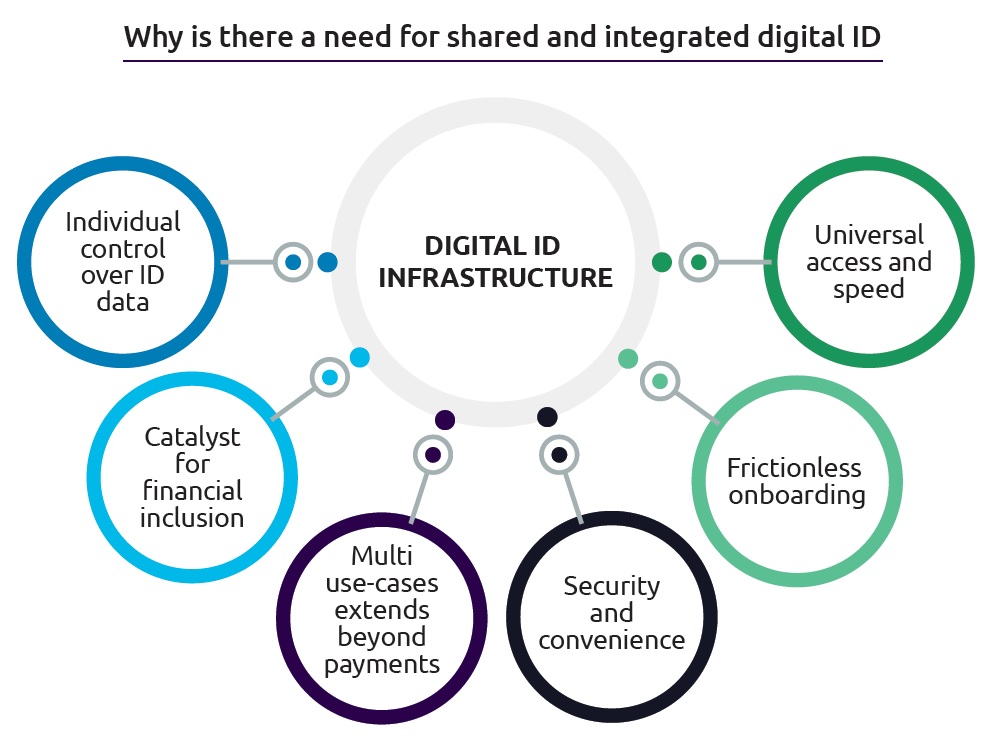 Why is there a need for shared and integrated digital ID
DIGITAL ID
INFRASTRUCTURE
Individual
control
over ID
data
Catalyst
for
financial
inclusion
Multi
use-cases
extends
beyond
payments
Security
and
convenience
Frictionless
onboarding
Universal
access and
speed